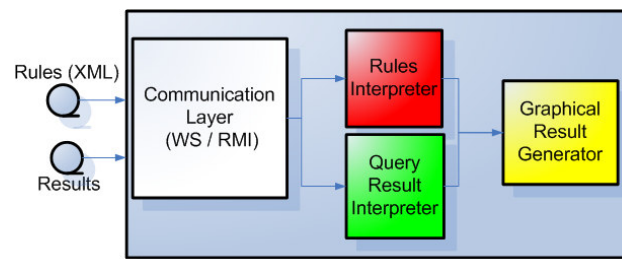 Rules (XML)
Results
Communication
Layer
(WS / RMI)
Rules
Interpreter
Query
Result
Interpreter
Graphical
Result
Generator